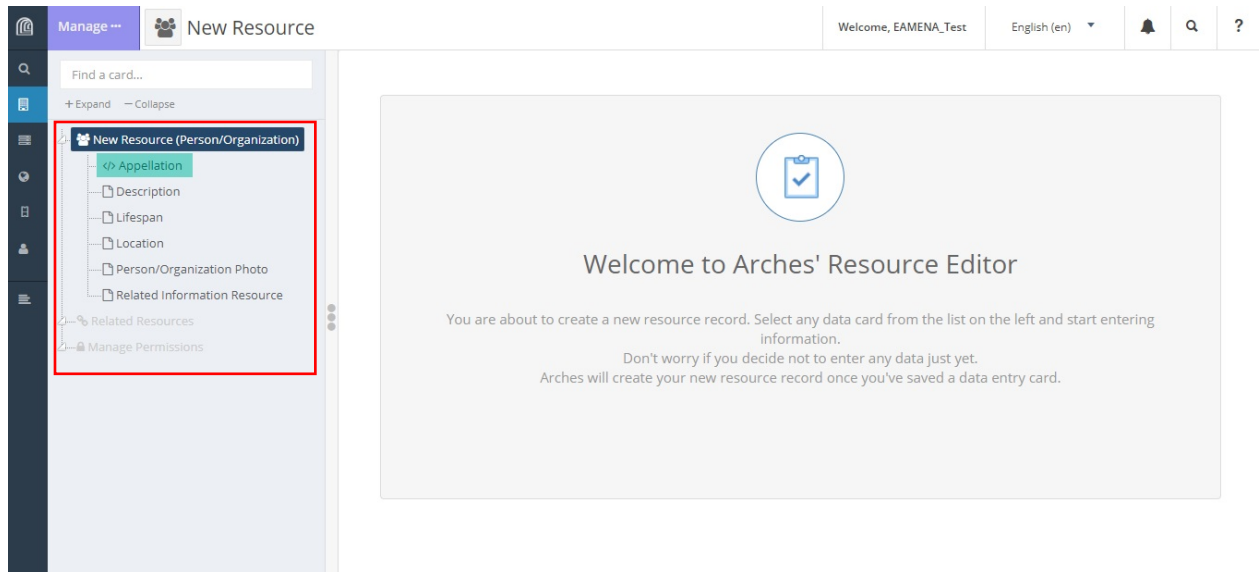 Manage ···
New Resource
Welcome, EAMENA_Test
English (en)
?
Find a card...
+ Expand
− Collapse
New Resource (Person/Organization)
</> Appellation
Description
Lifespan
Location
Person/Organization Photo
Related Information Resource
Related Resources
Manage Permissions
Welcome to Arches' Resource Editor
You are about to create a new resource record. Select any data card from the list on the left and start entering
information.
Don't worry if you decide not to enter any data just yet.
Arches will create your new resource record once you've saved a data entry card.